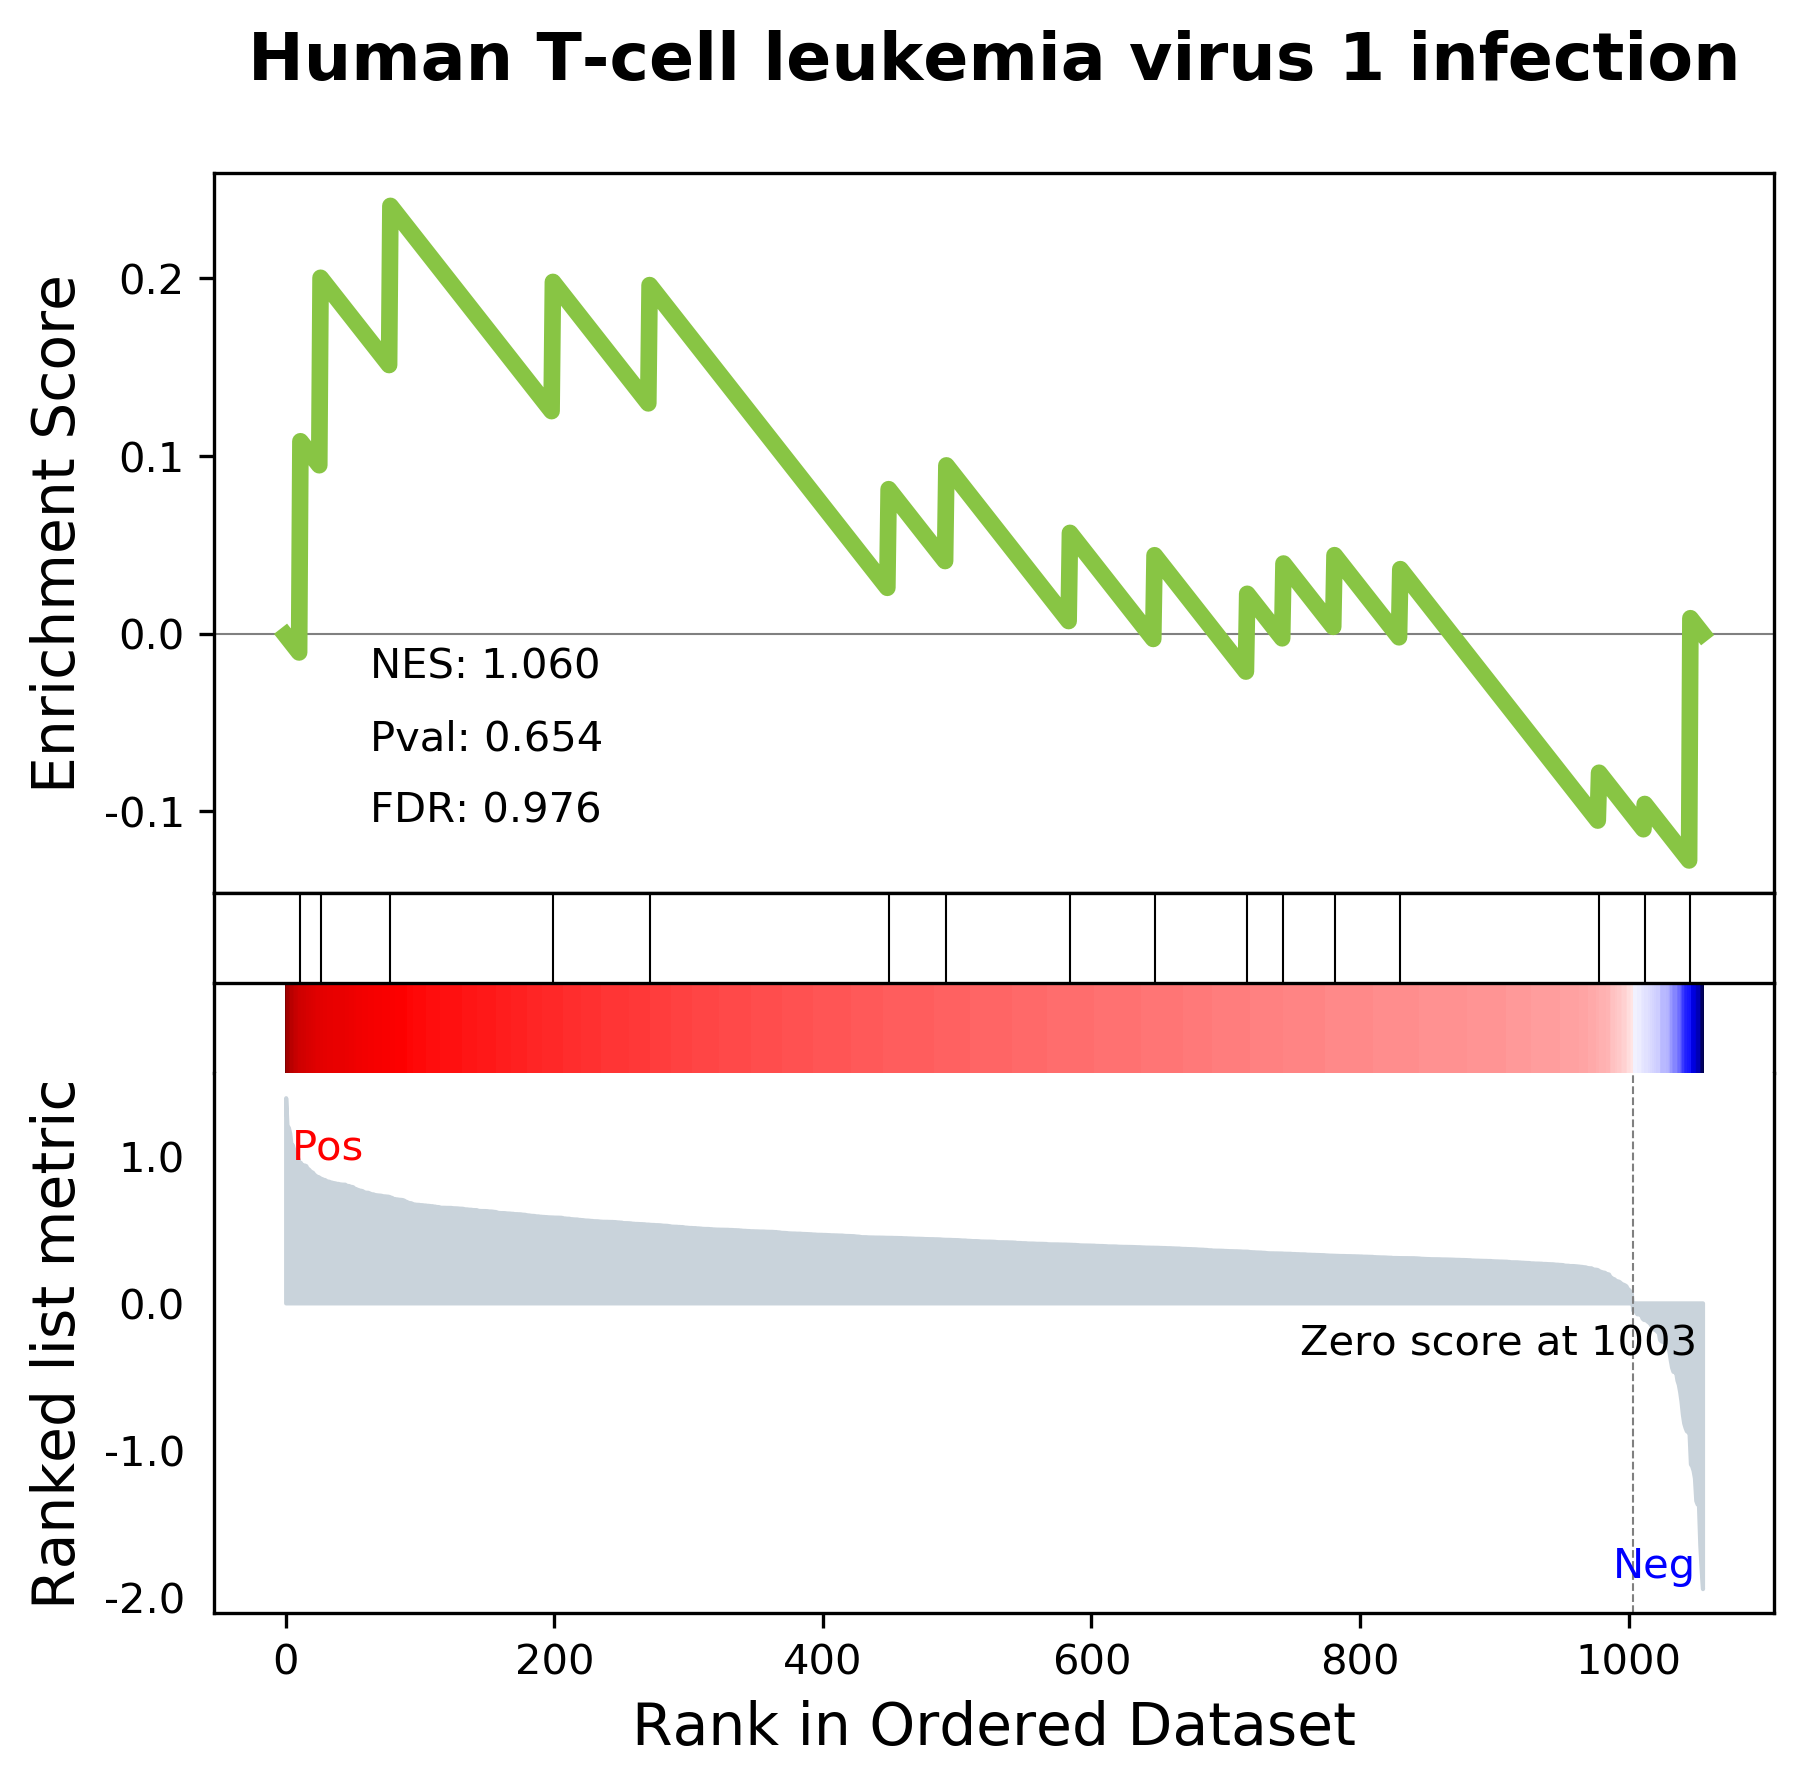 Human T-cell leukemia virus 1 infection
Enrichment Score
0.2
0.1
0.0
-0.1
NES: 1.060
Pval: 0.654
FDR: 0.976
Ranked list metric
1.0
0.0
-1.0
-2.0
Pos
Zero score at 1003
Neg
0 200 400 600 800 1000
Rank in Ordered Dataset